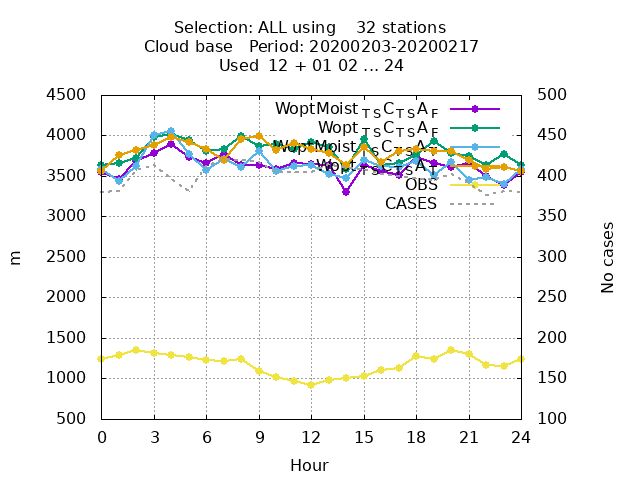 Selection: ALL using 32 stations
Cloud base Period: 20200203-20200217
Used 12 + 01 02 ... 24
4500 500
WoptMoist T S C T S A F
Wopt T S C T S A F
4000 450
WoptMoist T S C T S A F
Wopt T S C T S A F
3500 400
OBS
CASES
3000 350
2500 300
m
No cases
2000 250
1500 200
1000 150
500 100
0 3 6 9 12 15 18 21 24
Hour